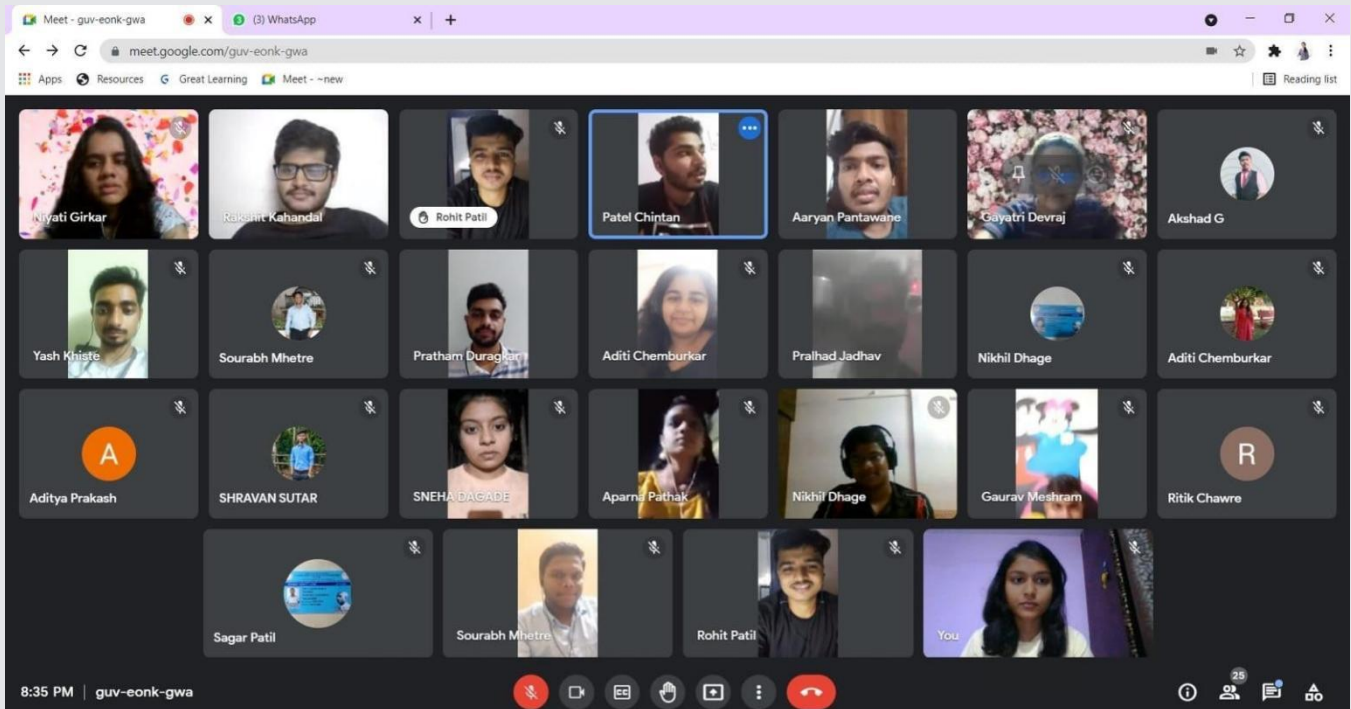 Meet - guv-eonk-gwa
3 (3) WhatsApp
meet.google.com/guv-eonk-gwa
Apps Resources G Great Learning Meet - ~new Reading list
Niyati Girkar Rakshit Kahandal Rohit Patil Patel Chintan Aaryan Pantawane Gayatri Devraj Akshad G
Yash Khiste Sourabh Mhetre Pratham Duragkar Aditi Chemburkar Pralhad Jadhav Nikhil Dhage Aditi Chemburkar
A R
Aditya Prakash SHRAVAN SUTAR SNEHA DAGADE Aparna Pathak Nikhil Dhage Gaurav Meshram Ritik Chawre
Sagar Patil Sourabh Mhetre Rohit Patil You
8:35 PM | guv-eonk-gwa CC 25